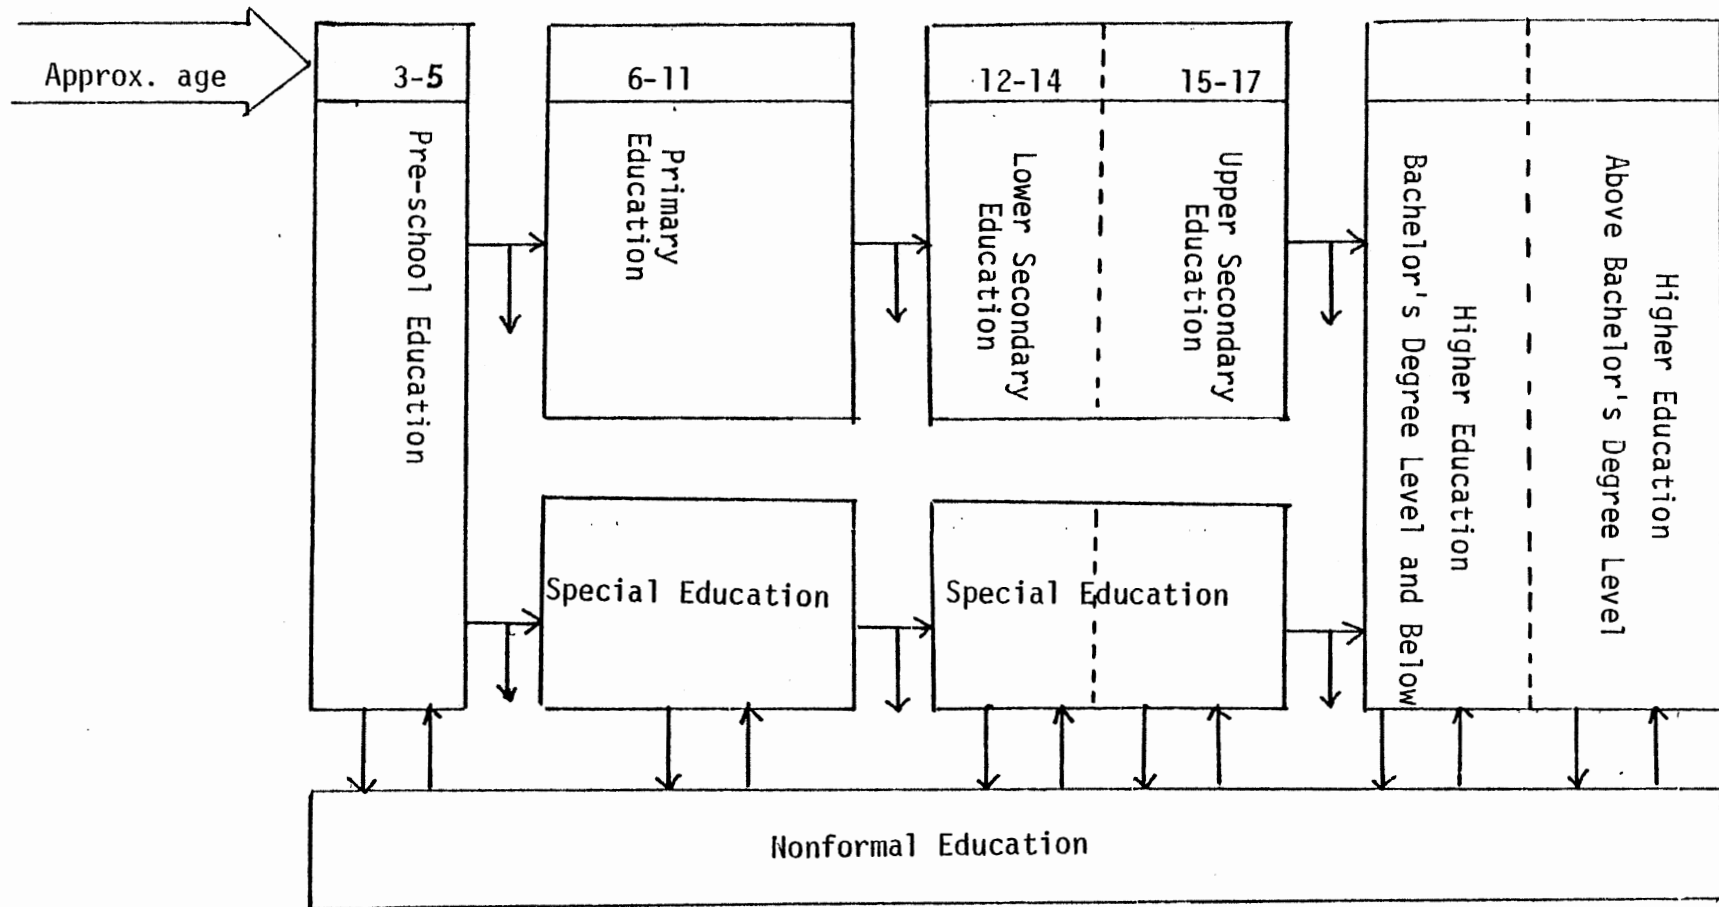 Approx. age
3-5
6-11
12-14
15-17
Pre-school Education
Primary
Education
Lower Secondary
Education
Upper Secondary
Education
Higher Education
Bachelor's Degree Level and Below
Higher Education
Above Bachelor's Degree Level
Special Education
Special Education
Nonformal Education